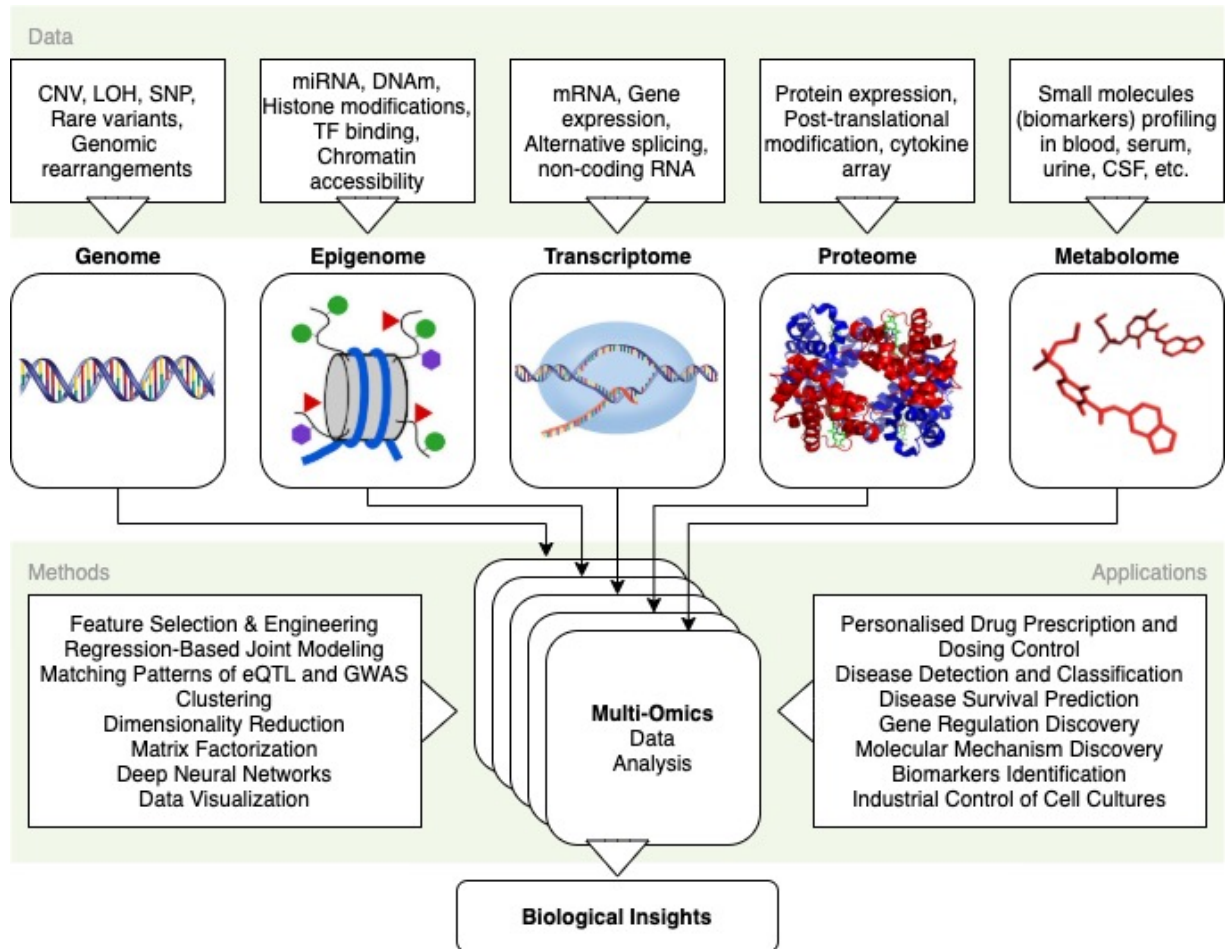 Data
CNV, LOH, SNP,
Rare variants,
Genomic
rearrangements
miRNA, DNAm,
Histone modifications,
TF binding,
Chromatin
accessibility
mRNA, Gene
expression,
Alternative splicing,
non-coding RNA
Protein expression,
Post-translational
modification, cytokine
array
Small molecules
(biomarkers) profiling
in blood, serum,
urine, CSF, etc.
Genome
Epigenome
Transcriptome
Proteome
Metabolome
Methods
Feature Selection & Engineering
Regression-Based Joint Modeling
Matching Patterns of eQTL and GWAS
Clustering
Dimensionality Reduction
Matrix Factorization
Deep Neural Networks
Data Visualization
Multi-Omics
Data
Analysis
Applications
Personalised Drug Prescription and
Dosing Control
Disease Detection and Classification
Disease Survival Prediction
Gene Regulation Discovery
Molecular Mechanism Discovery
Biomarkers Identification
Industrial Control of Cell Cultures
Biological Insights